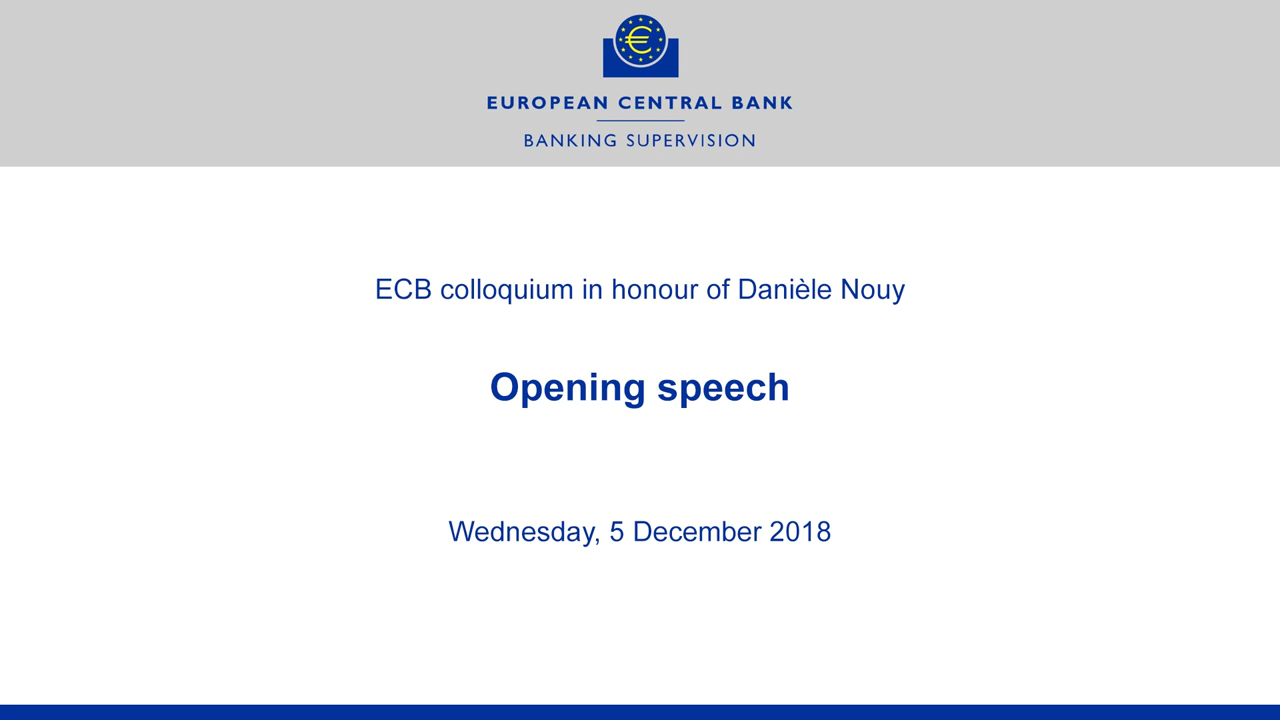 €
EUROPEAN CENTRAL BANK
BANKING SUPERVISION
ECB colloquium in honour of Danièle Nouy
Opening speech
Wednesday, 5 December 2018